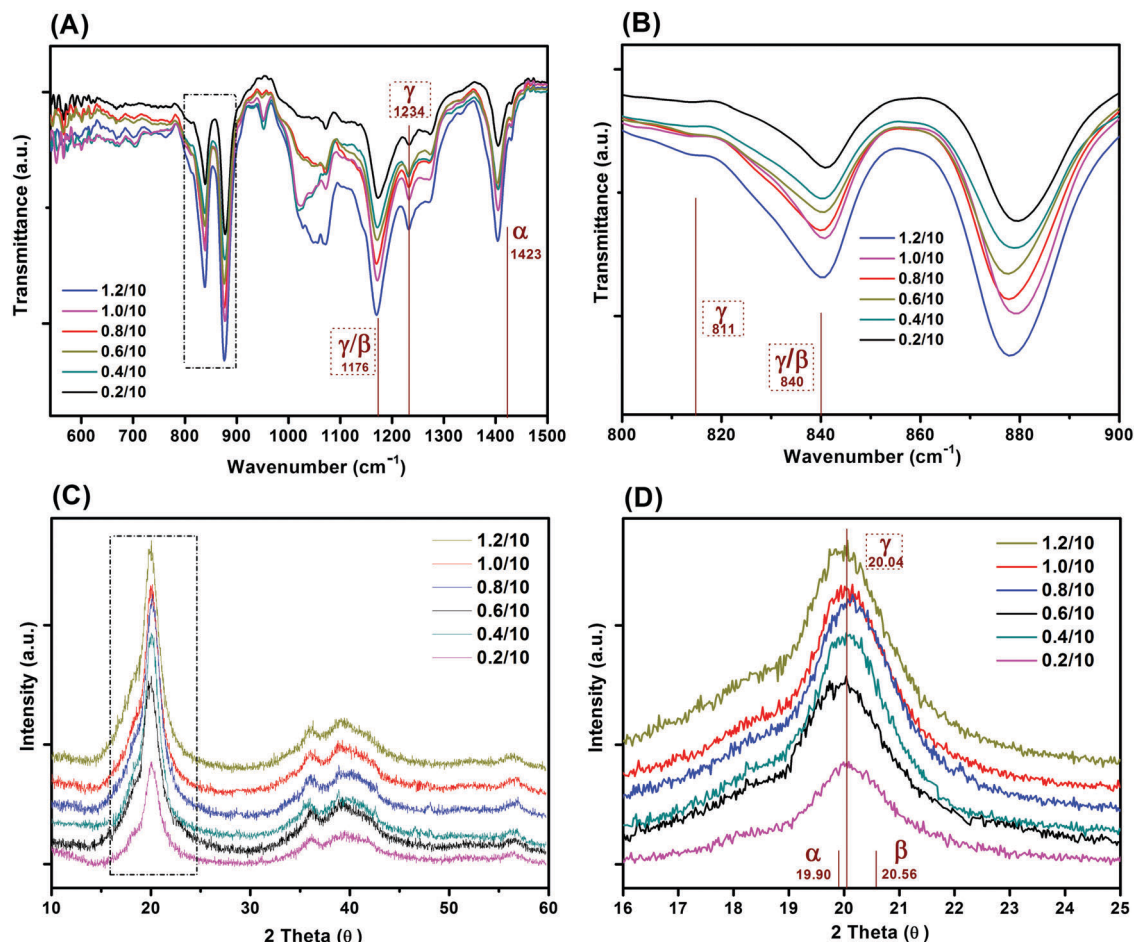 (A)
Transmittance (a.u.)
γ
1234
α
1423
γ/β
1176
1.2/10
1.0/10
0.8/10
0.6/10
0.4/10
0.2/10
600 700 800 900 1000 1100 1200 1300 1400 1500
Wavenumber (cm⁻¹)
(B)
Transmittance (a.u.)
γ
811
γ/β
840
1.2/10
1.0/10
0.8/10
0.6/10
0.4/10
0.2/10
800 820 840 860 880 900
Wavenumber (cm⁻¹)
(C)
Intensity (a.u.)
1.2/10
1.0/10
0.8/10
0.6/10
0.4/10
0.2/10
10 20 30 40 50 60
2 Theta (θ)
(D)
Intensity (a.u.)
γ
20.04
1.2/10
1.0/10
0.8/10
0.6/10
0.4/10
0.2/10
α
19.90
β
20.56
16 17 18 19 20 21 22 23 24 25
2 Theta (θ)